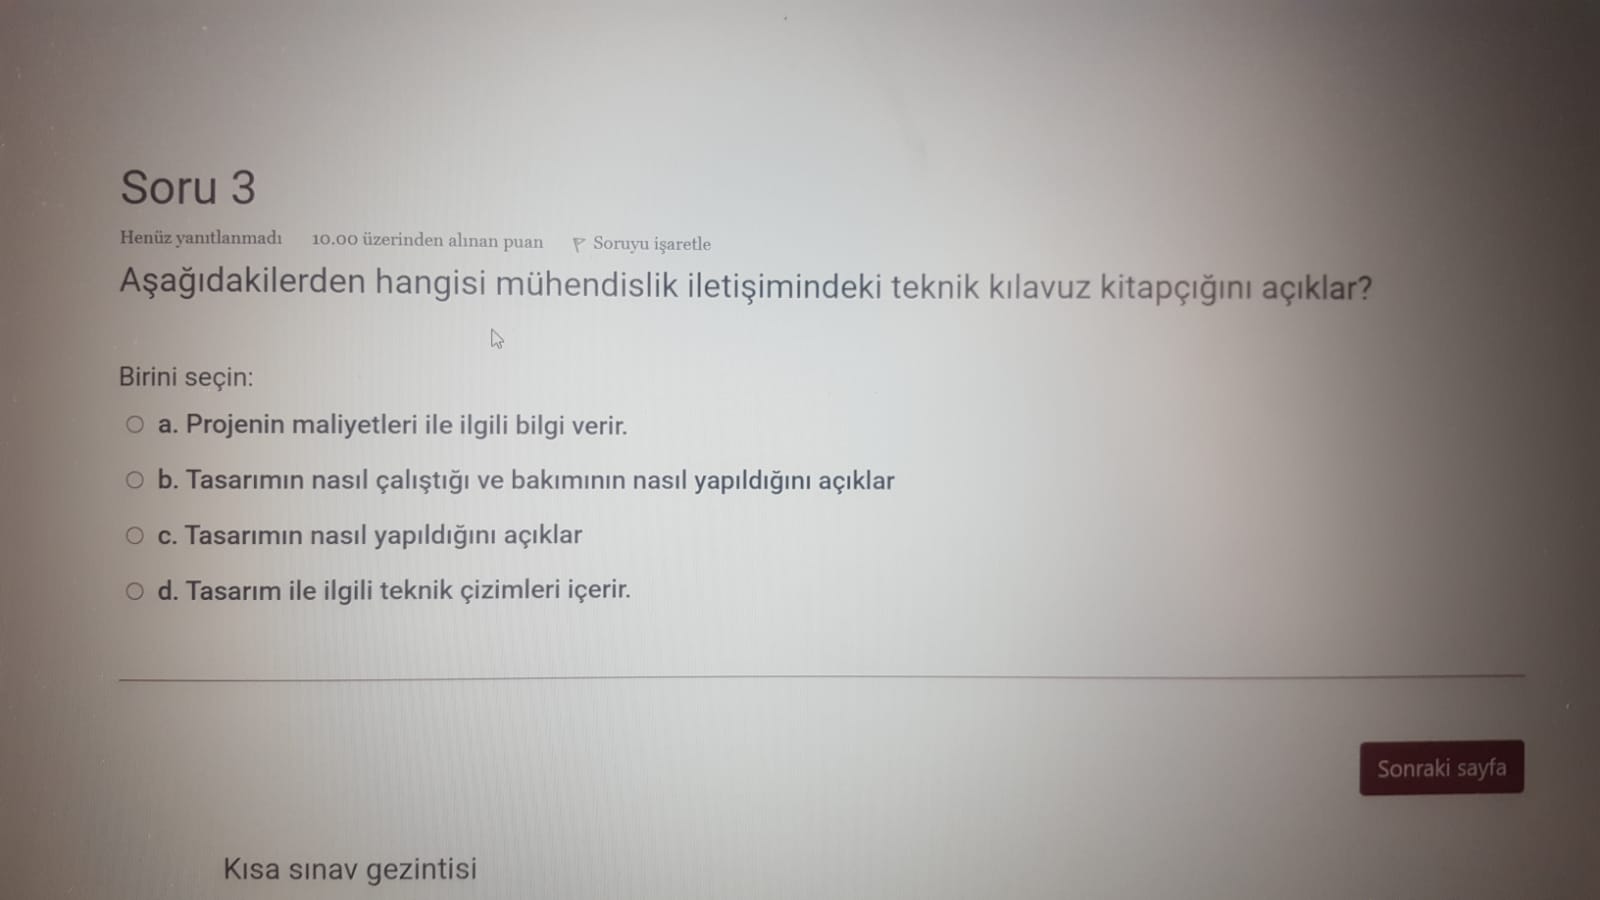 Soru 3
Henüz yanıtlanmadı 10.00 üzerinden alınan puan Soruyu işaretle
Aşağıdakilerden hangisi mühendislik iletişimindeki teknik kılavuz kitapçığını açıklar?
Birini seçin:
a. Projenin maliyetleri ile ilgili bilgi verir.
b. Tasarımın nasıl çalıştığı ve bakımının nasıl yapıldığını açıklar
c. Tasarımın nasıl yapıldığını açıklar
d. Tasarım ile ilgili teknik çizimleri içerir.
Sonraki sayfa
Kısa sınav gezintisi